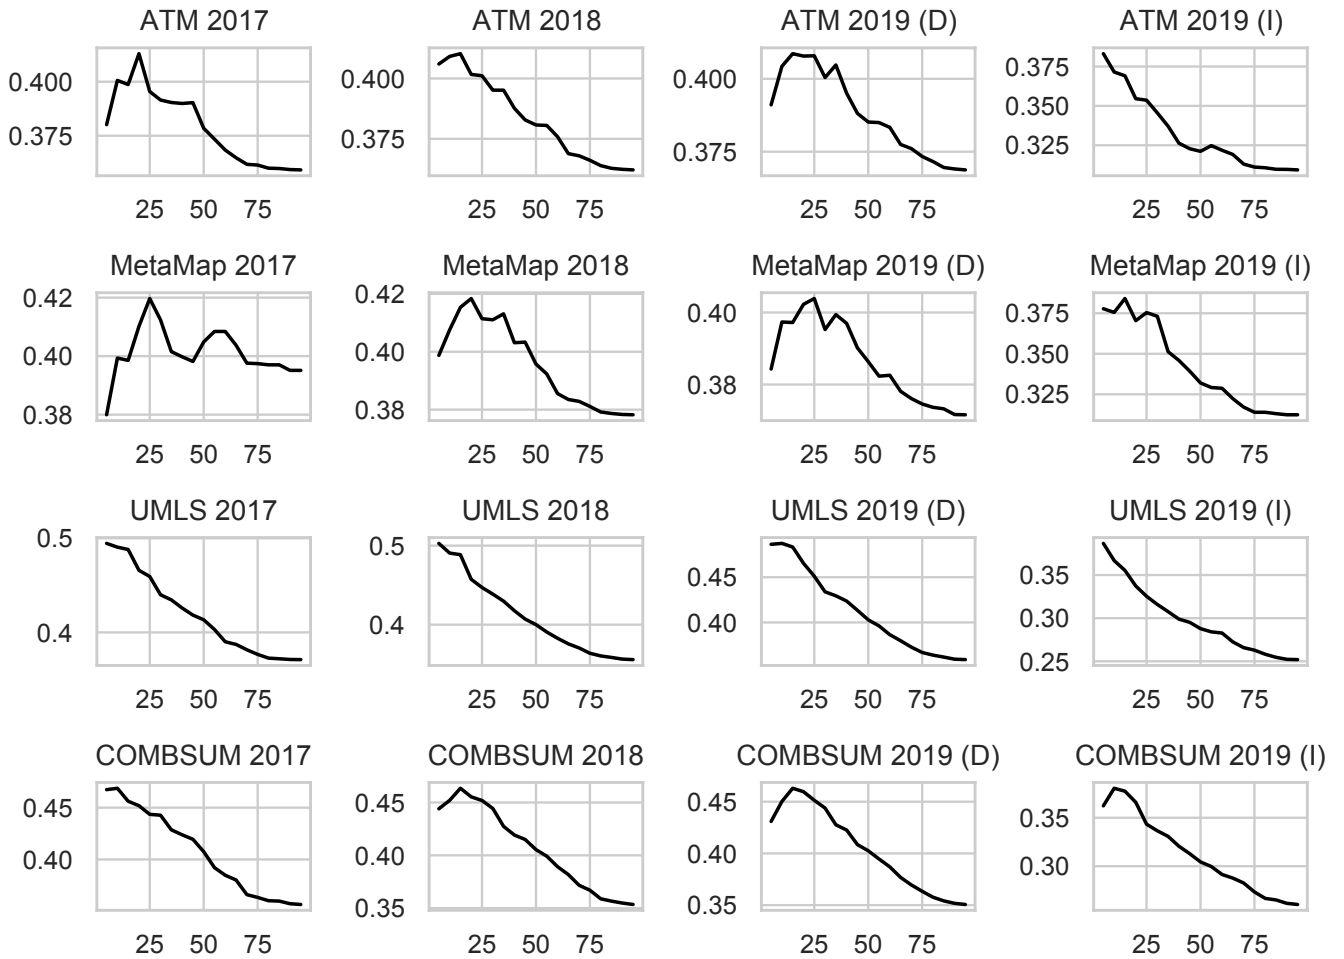 ATM 2017 ATM 2018 ATM 2019 (D) ATM 2019 (I)
0.400 0.400 0.400 0.375
0.375 0.375 0.375 0.350
0.325
25 50 75 25 50 75 25 50 75 25 50 75
MetaMap 2017 MetaMap 2018 MetaMap 2019 (D) MetaMap 2019 (I)
0.42 0.42 0.40 0.375
0.40 0.40 0.38 0.350
0.38 0.38 0.325
25 50 75 25 50 75 25 50 75 25 50 75
UMLS 2017 UMLS 2018 UMLS 2019 (D) UMLS 2019 (I)
0.5 0.5 0.45 0.35
0.4 0.4 0.40 0.30
0.25
25 50 75 25 50 75 25 50 75 25 50 75
COMBSUM 2017 COMBSUM 2018 COMBSUM 2019 (D) COMBSUM 2019 (I)
0.45 0.45 0.45 0.35
0.40 0.40 0.40 0.30
0.35 0.35
25 50 75 25 50 75 25 50 75 25 50 75